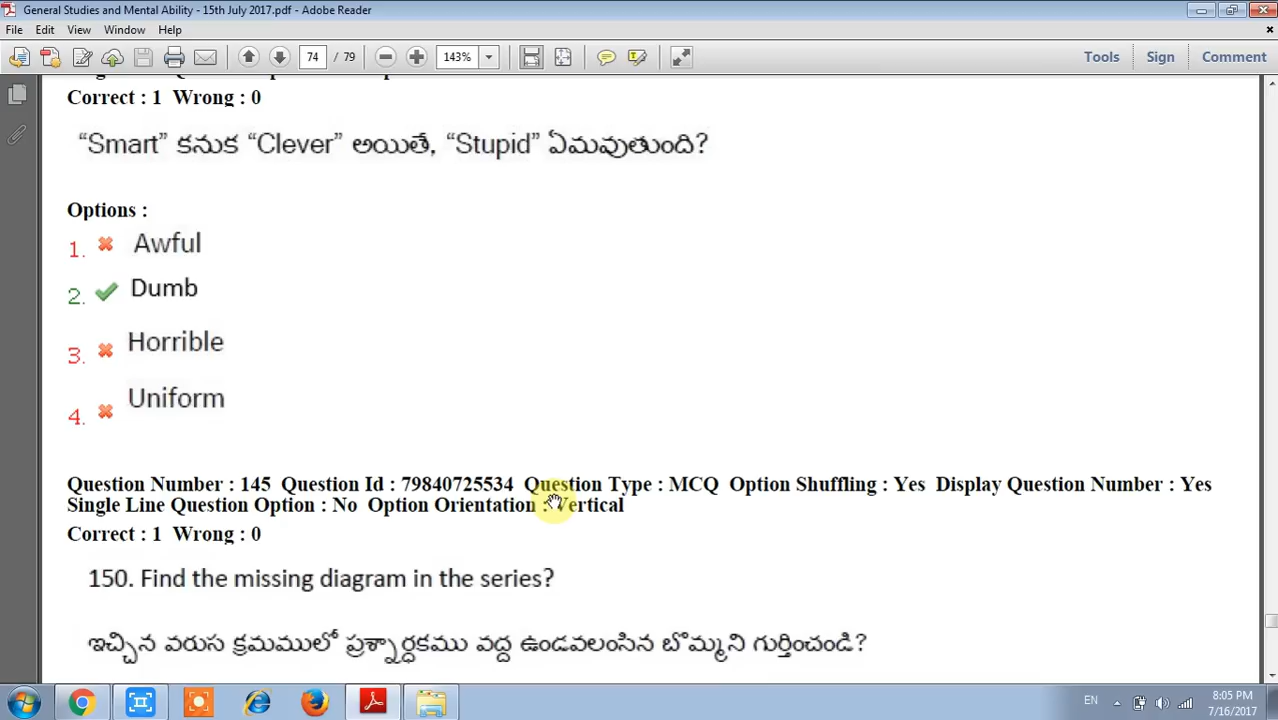 General Studies and Mental Ability - 15th July 2017.pdf - Adobe Reader
File Edit View Window Help
74 / 79 143% Tools Sign Comment
Correct : 1 Wrong : 0
“Smart” కనుక “Clever” అయితే, “Stupid” ఏమవుతుంది?
Options :
1. Awful
2. Dumb
3. Horrible
4. Uniform
Question Number : 145 Question Id : 79840725534 Question Type : MCQ Option Shuffling : Yes Display Question Number : Yes
Single Line Question Option : No Option Orientation : Vertical
Correct : 1 Wrong : 0
150. Find the missing diagram in the series?
ఇచ్చిన వరుస క్రమములో ప్రశ్నార్ధకము వద్ద ఉండవలసిన బొమ్మని గుర్తించండి?
EN 8:05 PM
7/16/2017